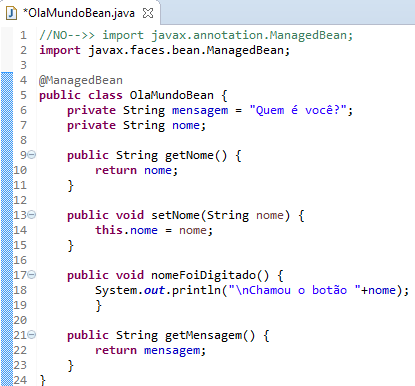 *OlaMundoBean.java
1 //NO-->> import javax.annotation.ManagedBean;
2 import javax.faces.bean.ManagedBean;
3
4 @ManagedBean
5 public class OlaMundoBean {
6     private String mensagem = "Quem é você?";
7     private String nome;
8
9     public String getNome() {
10         return nome;
11     }
12
13     public void setNome(String nome) {
14         this.nome = nome;
15     }
16
17     public void nomeFoiDigitado() {
18         System.out.println("\nChamou o botão "+nome);
19         }
20
21     public String getMensagem() {
22         return mensagem;
23     }
24 }